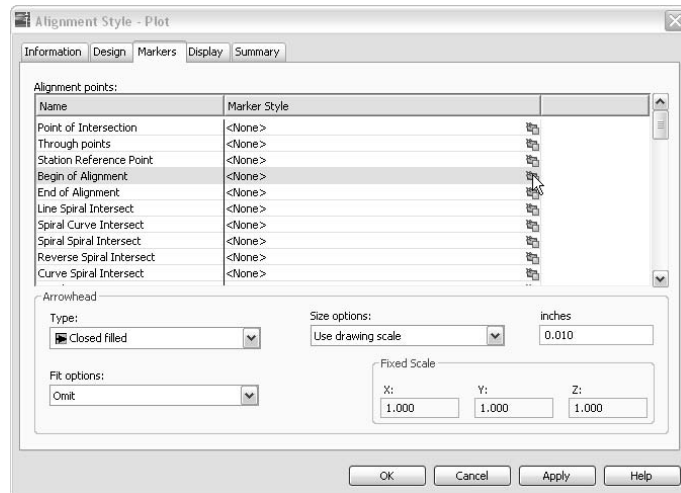 Alignment Style - Plot
Information Design Markers Display Summary
Alignment points:
Name Marker Style
Point of Intersection <None>
Through points <None>
Station Reference Point <None>
Begin of Alignment <None>
End of Alignment <None>
Line Spiral Intersect <None>
Spiral Curve Intersect <None>
Spiral Spiral Intersect <None>
Reverse Spiral Intersect <None>
Curve Spiral Intersect <None>
Arrowhead
Type: Size options: inches
Closed filled Use drawing scale 0.010
Fit options: Fixed Scale
Omit X: Y: Z:
1.000 1.000 1.000
OK Cancel Apply Help